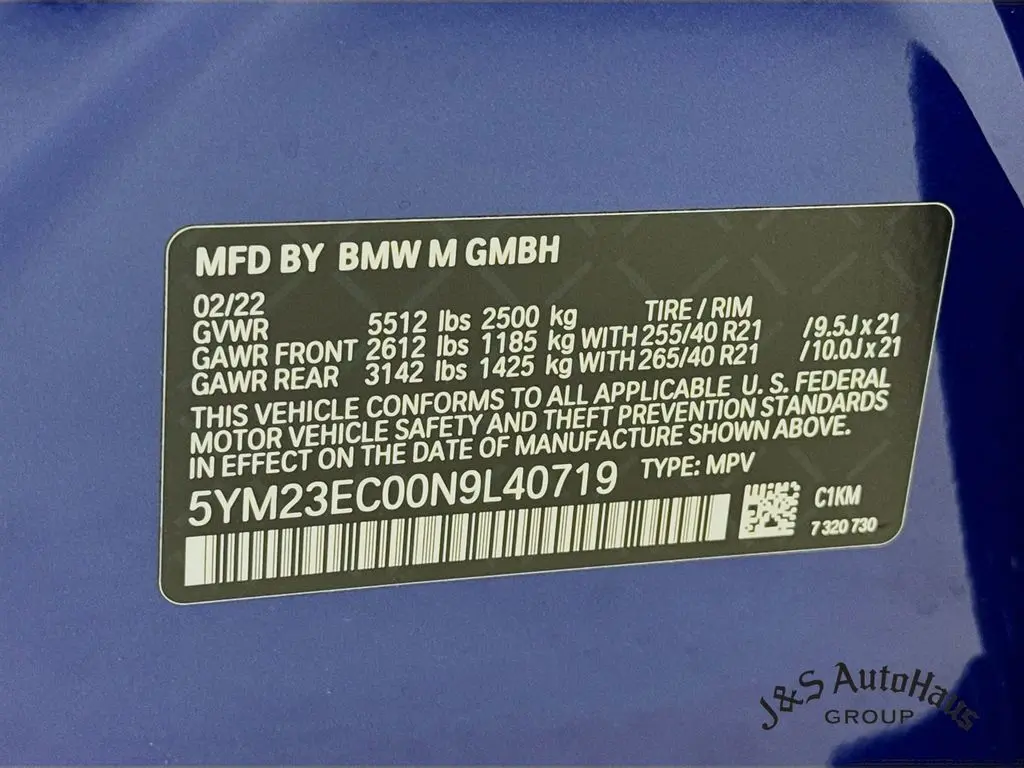 MFD BY BMW M GMBH
02/22 TIRE / RIM
GVWR 5512 lbs 2500 kg
GAWR FRONT 2612 lbs 1185 kg WITH 255/40 R21 /9.5J x 21
GAWR REAR 3142 lbs 1425 kg WITH 265/40 R21 /10.0J x 21
THIS VEHICLE CONFORMS TO ALL APPLICABLE U. S. FEDERAL
MOTOR VEHICLE SAFETY AND THEFT PREVENTION STANDARDS
IN EFFECT ON THE DATE OF MANUFACTURE SHOWN ABOVE.
5YM23EC00N9L40719 TYPE: MPV
C1KM
7 320 730
J&S AutoHaus
GROUP